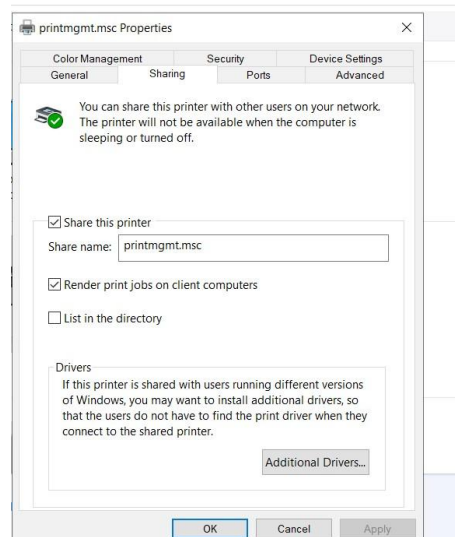 printmgmt.msc Properties
Color Management Security Device Settings
General Sharing Ports Advanced
You can share this printer with other users on your network.
The printer will not be available when the computer is
sleeping or turned off.
Share this printer
Share name: printmgmt.msc
Render print jobs on client computers
List in the directory
Drivers
If this printer is shared with users running different versions
of Windows, you may want to install additional drivers, so
that the users do not have to find the print driver when they
connect to the shared printer.
Additional Drivers...
OK Cancel Apply